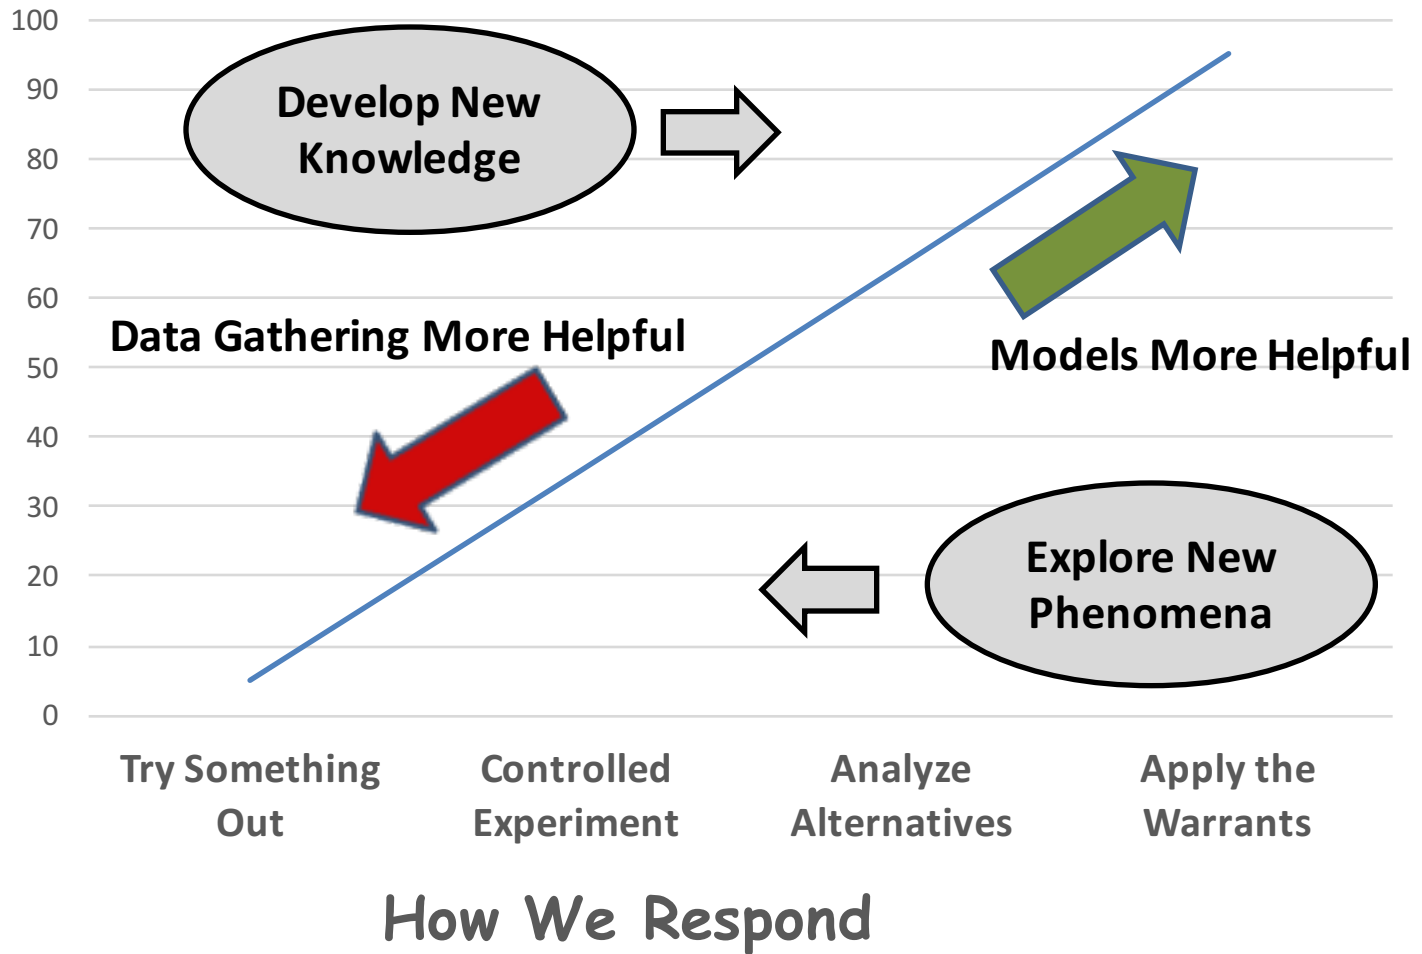 100
90
80
70
60
50
40
30
20
10
0
Develop New
Knowledge
Data Gathering More Helpful
Models More Helpful
Explore New
Phenomena
Try Something
Out
Controlled
Experiment
Analyze
Alternatives
Apply the
Warrants
How We Respond